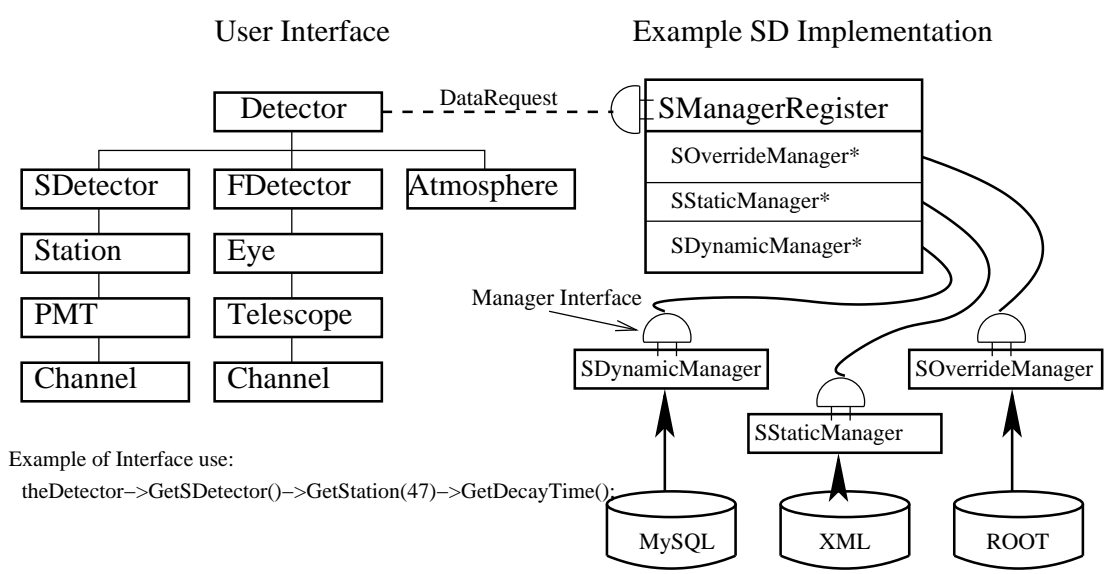 User Interface
Example SD Implementation
Detector
DataRequest
SManagerRegister
SOverrideManager*
SStaticManager*
SDynamicManager*
SDetector
FDetector
Atmosphere
Station
Eye
PMT
Telescope
Channel
Channel
Manager Interface
SDynamicManager
SOverrideManager
SStaticManager
Example of Interface use:
theDetector−>GetSDetector()−>GetStation(47)−>GetDecayTime();
MySQL
XML
ROOT